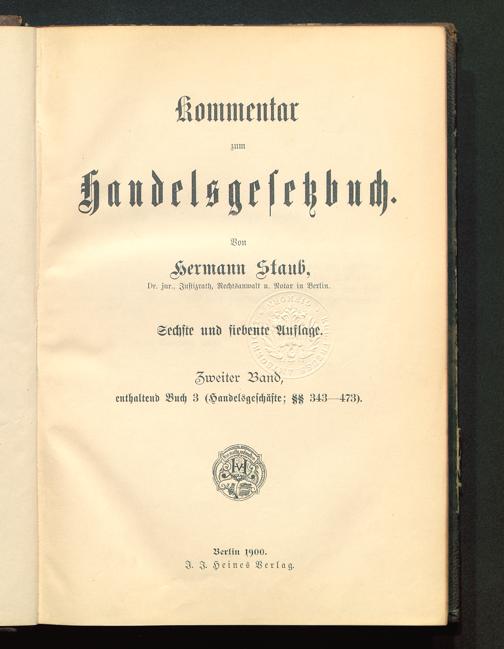 Kommentar
zum
Handelsgesetzbuch.
Von
Hermann Staub,
Dr. jur., Justizrath, Rechtsanwalt u. Notar in Berlin.
Sechste und siebente Auflage.
Zweiter Band,
enthaltend Buch 3 (Handelsgeschäfte; §§ 343—473).
Berlin 1900.
J. J. Heines Verlag.